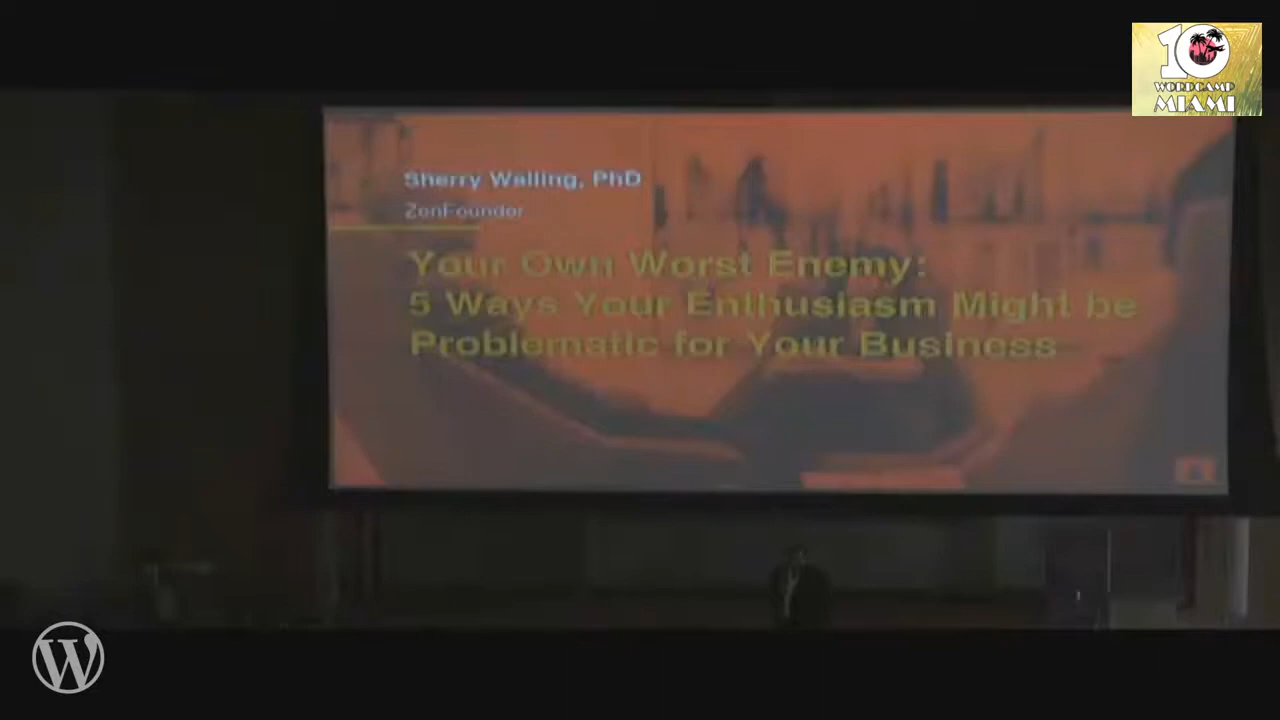 10
WORDCAMP
MIAMI
Sherry Walling, PhD
ZenFounder
Your Own Worst Enemy:
5 Ways Your Enthusiasm Might be
Problematic for Your Business
W